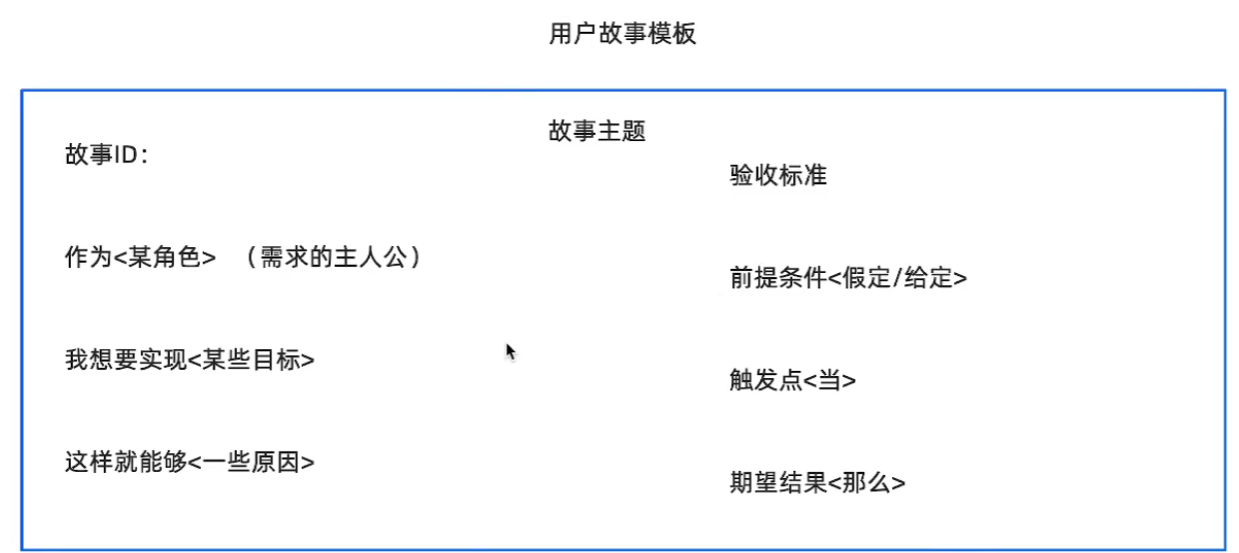 用户故事模板
故事主题
故事ID：
作为<某角色> （需求的主人公）
我想要实现<某些目标>
这样就能够<一些原因>
验收标准
前提条件<假定/给定>
触发点<当>
期望结果<那么>